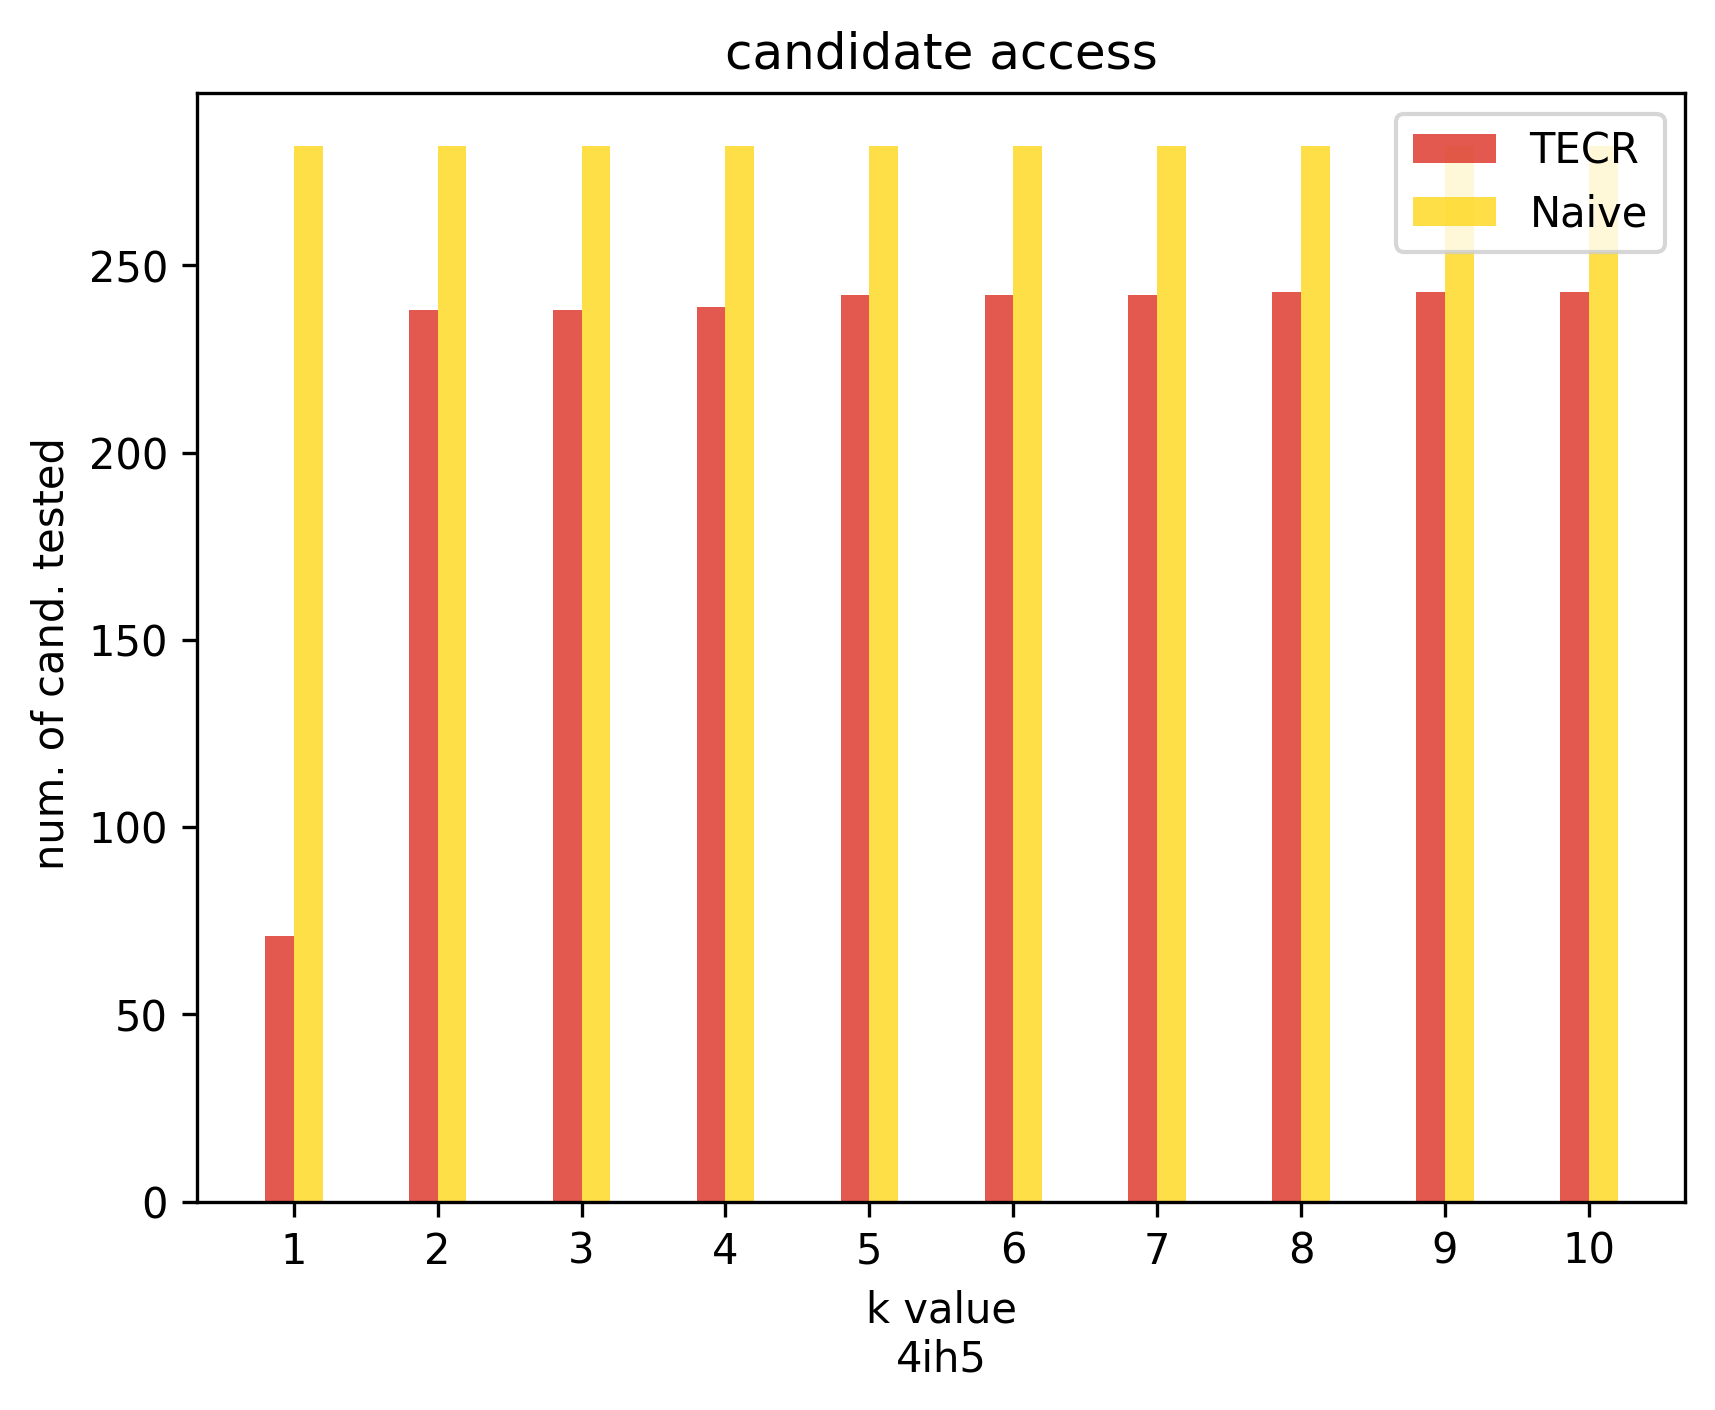 candidate access
TECR
Naive
num. of cand. tested
250
200
150
100
50
0
1 2 3 4 5 6 7 8 9 10
k value
4ih5